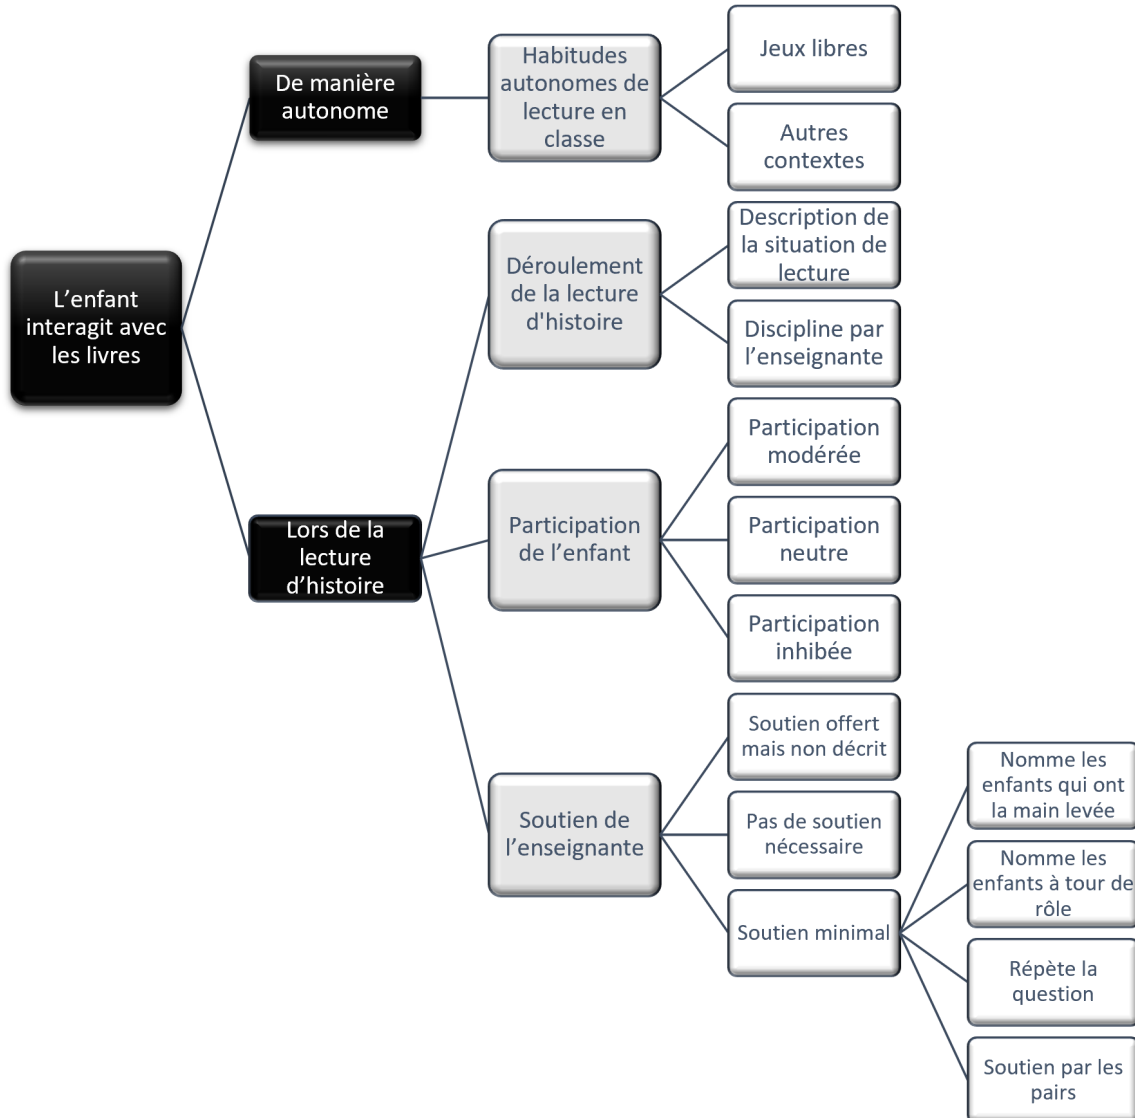 L’enfant
interagit avec
les livres
De manière
autonome
Habitudes
autonomes de
lecture en
classe
Jeux libres
Autres
contextes
Lors de la
lecture
d’histoire
Déroulement
de la lecture
d'histoire
Description de
la situation de
lecture
Discipline par
l’enseignante
Participation
de l’enfant
Participation
modérée
Participation
neutre
Participation
inhibée
Soutien de
l’enseignante
Soutien offert
mais non décrit
Pas de soutien
nécessaire
Soutien minimal
Nomme les
enfants qui ont
la main levée
Nomme les
enfants à tour de
rôle
Répète la
question
Soutien par les
pairs